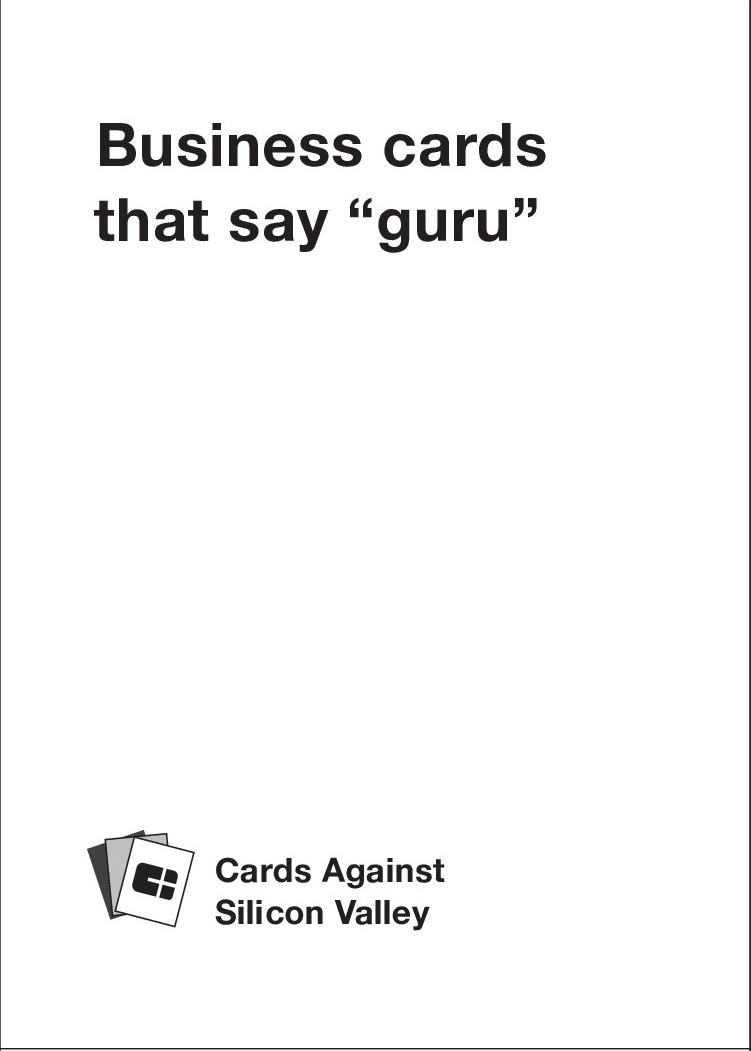 Business cards
that say “guru”
Cards Against
Silicon Valley